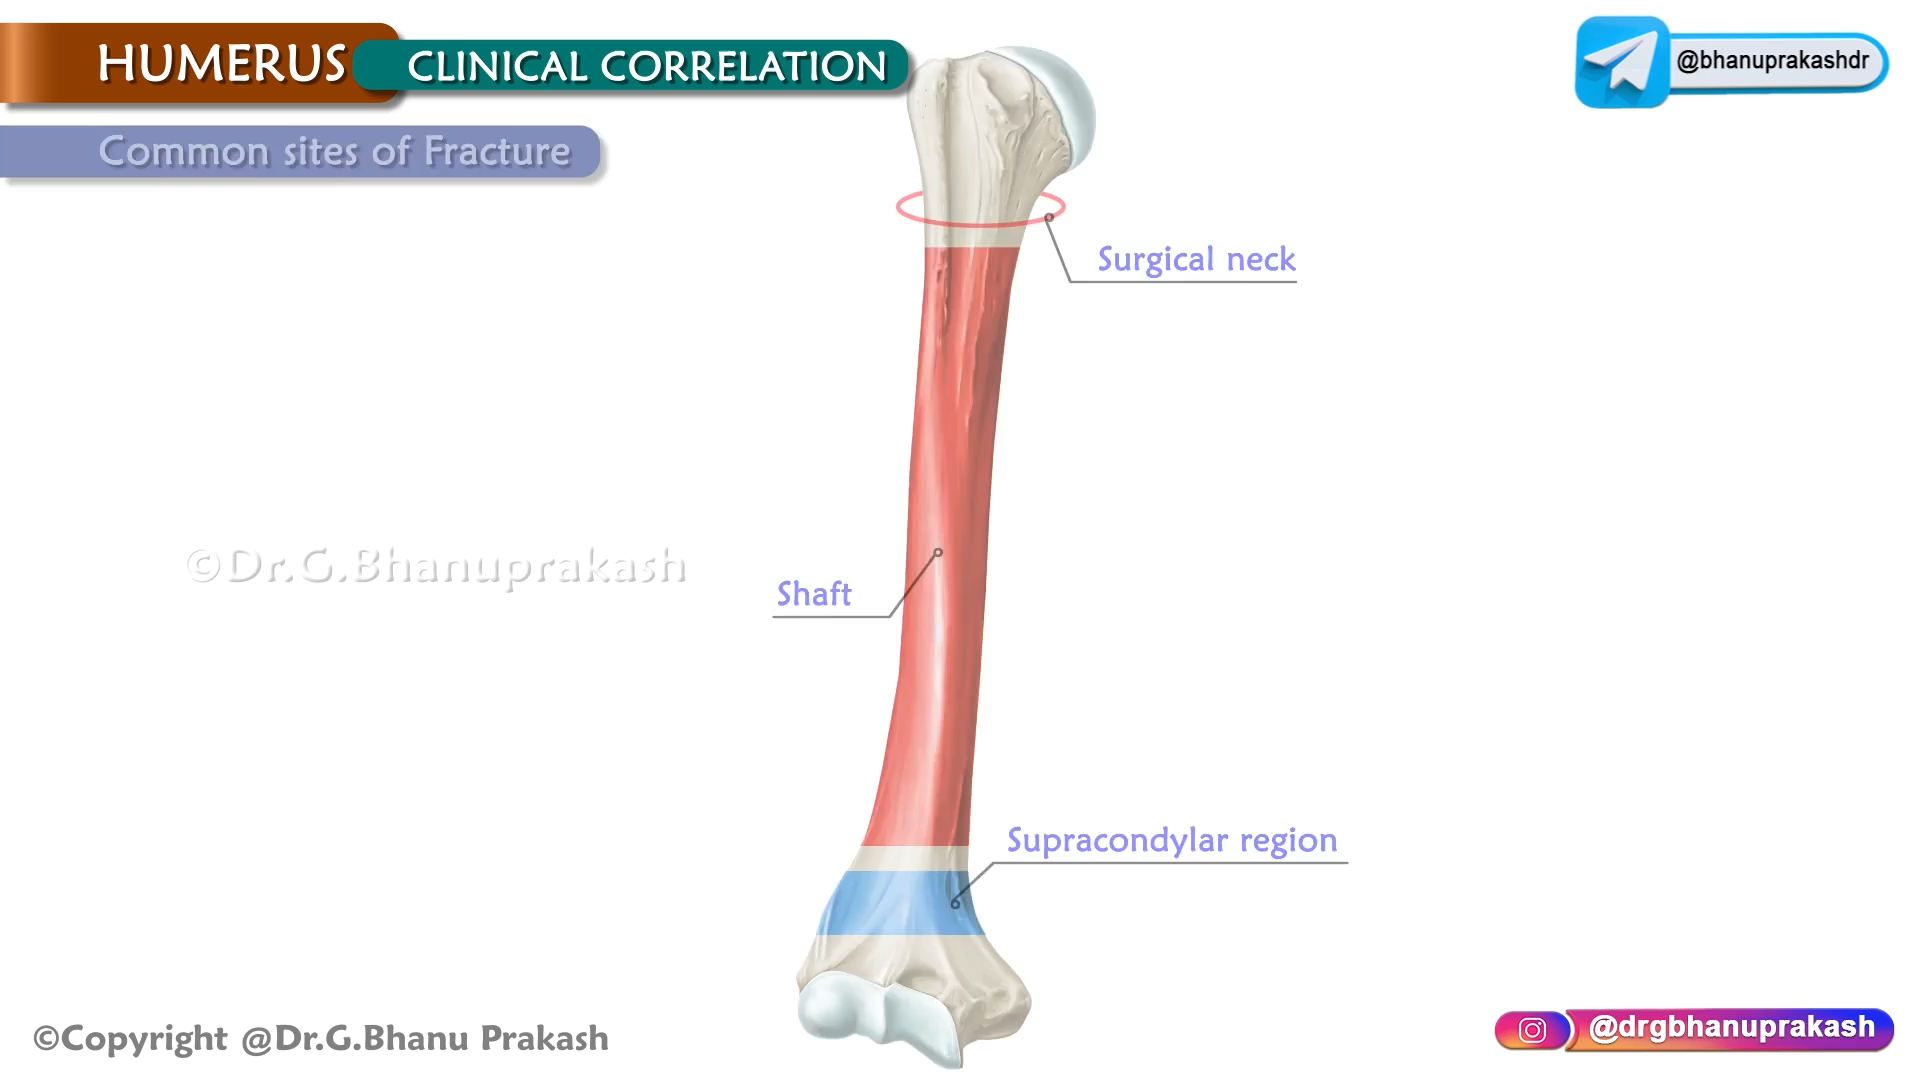 HUMERUS
CLINICAL CORRELATION
@bhanuprakashdr
Common sites of Fracture
Surgical neck
©Dr.G.Bhanuprakash
Shaft
Supracondylar region
©Copyright @Dr.G.Bhanu Prakash
@drgbhanuprakash